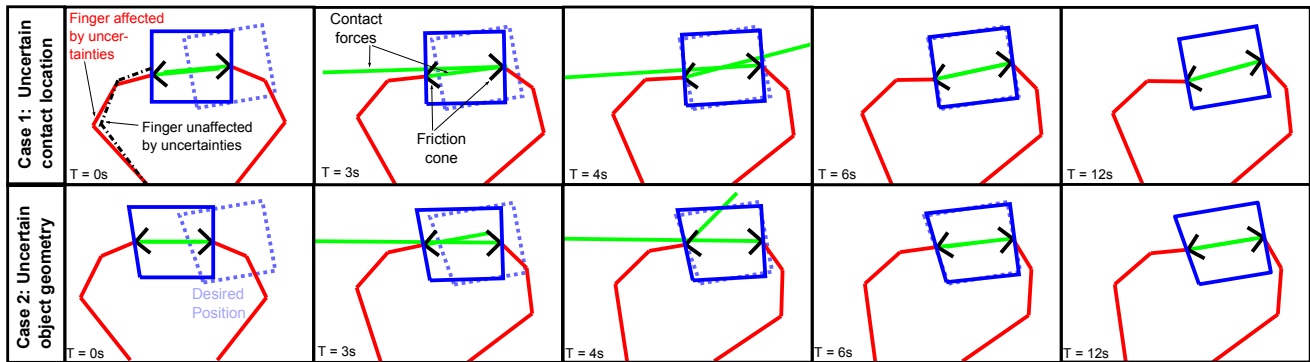 Case 1: Uncertain
contact location
Finger affected
by uncer-
tainties
Finger unaffected
by uncertainties
T = 0s
Contact
forces
Friction
cone
T = 3s
T = 4s
T = 6s
T = 12s
Case 2: Uncertain
object geometry
Desired
Position
T = 0s
T = 3s
T = 4s
T = 6s
T = 12s